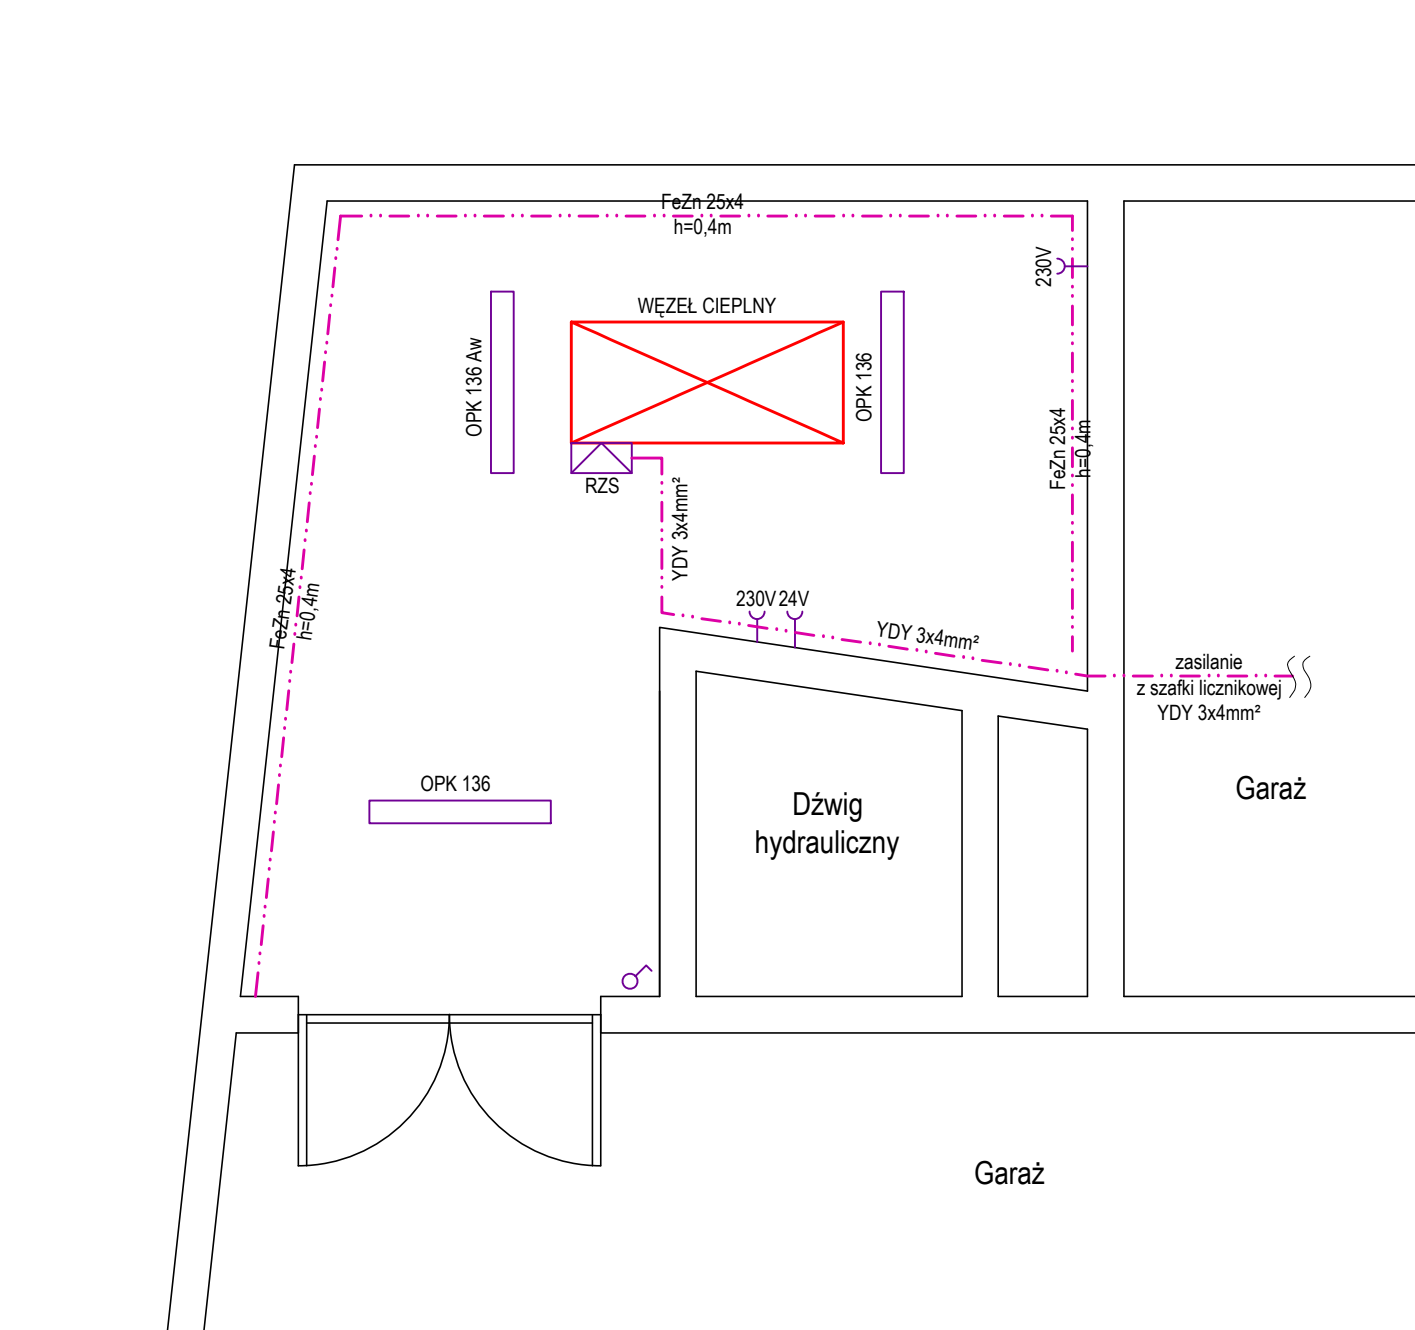 FeZn 25x4
h=0,4m
230V
WĘZEŁ CIEPLNY
OPK 136 Aw
OPK 136
FeZn 25x4
h=0,4m
RZS
YDY 3x4mm²
FeZn 25x4
h=0,4m
230V
24V
YDY 3x4mm²
zasilanie
z szafki licznikowej
YDY 3x4mm²
OPK 136
Dźwig
hydrauliczny
Garaż
Garaż